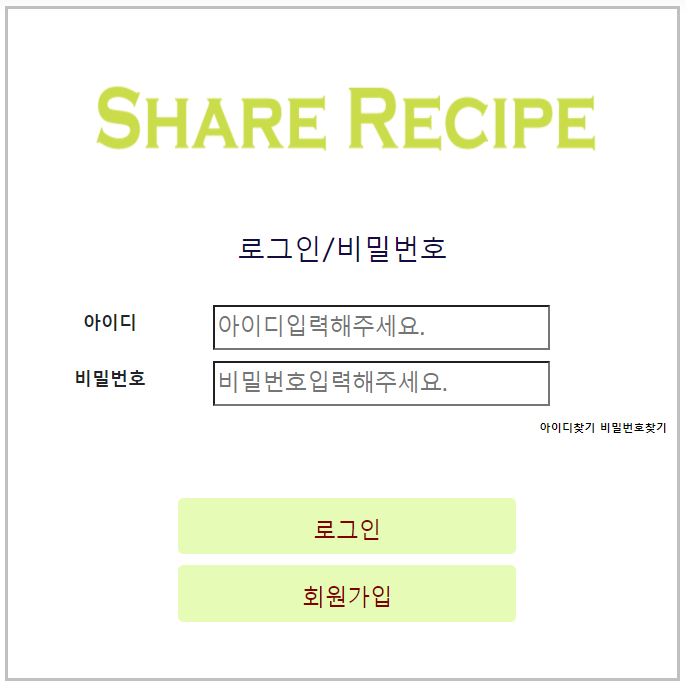 SHARE RECIPE
로그인/비밀번호
아이디 아이디입력해주세요.
비밀번호 비밀번호입력해주세요.
아이디찾기 비밀번호찾기
로그인
회원가입